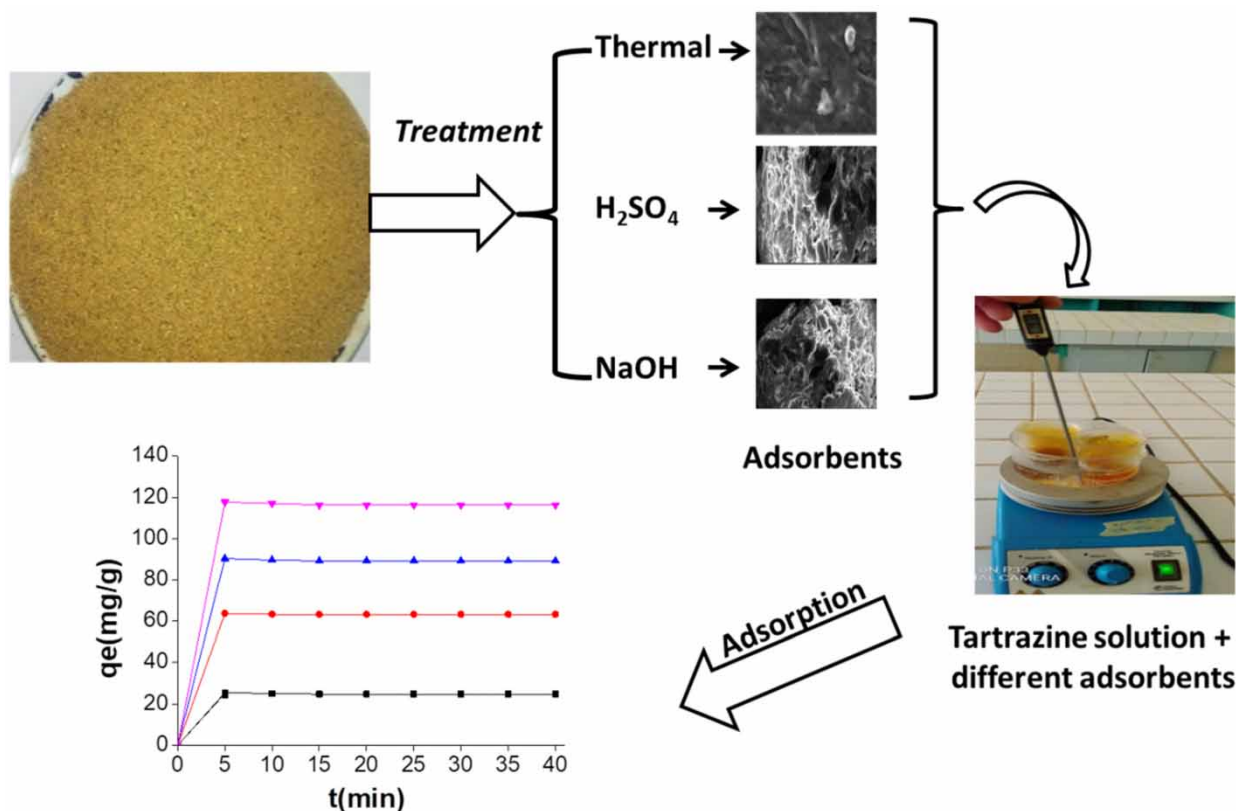 Treatment
Thermal
H₂SO₄
NaOH
Adsorbents
Tartrazine solution +
different adsorbents
Adsorption
qe(mg/g)
140
120
100
80
60
40
20
0
0 5 10 15 20 25 30 35 40
t(min)